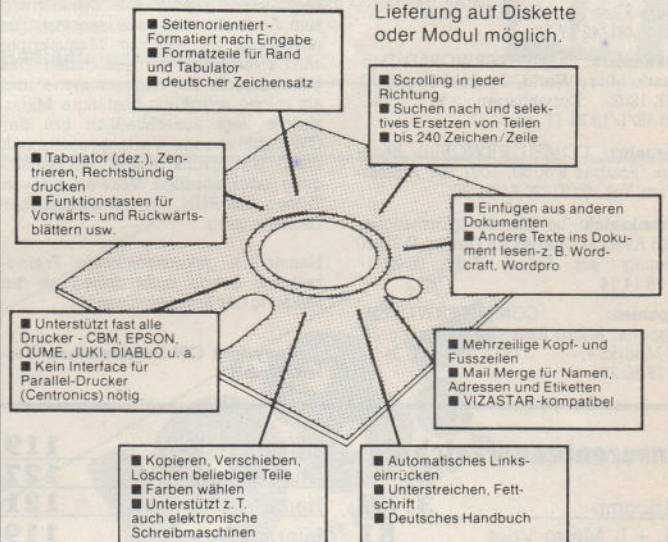 ■ Seitenorientiert -
Formatiert nach Eingabe
■ Formatzeile für Rand
und Tabulator
■ deutscher Zeichensatz
Lieferung auf Diskette
oder Modul möglich.
■ Scrolling in jeder
Richtung
■ Suchen nach und selek-
tives Ersetzen von Teilen
■ bis 240 Zeichen/Zeile
■ Tabulator (dez.), Zen-
trieren, Rechtsbündig
drucken
■ Funktionstasten für
Vorwärts- und Rückwärts-
blättern usw.
■ Einfügen aus anderen
Dokumenten
■ Andere Texte ins Doku-
ment lesen-z. B. Word-
craft, Wordpro
■ Unterstützt fast alle
Drucker - CBM, EPSON,
QUME, JUKI, DIABLO u. a.
■ Kein Interface für
Parallel-Drucker
(Centronics) nötig.
■ Mehrzeilige Kopf- und
Fusszeilen
■ Mail Merge für Namen,
Adressen und Etiketten
■ VIZASTAR-kompatibel
■ Kopieren, Verschieben,
Löschen beliebiger Teile
■ Farben wählen
■ Unterstützt z. T.
auch elektronische
Schreibmaschinen
■ Automatisches Links-
einrücken
■ Unterstreichen, Fett-
schrift
■ Deutsches Handbuch